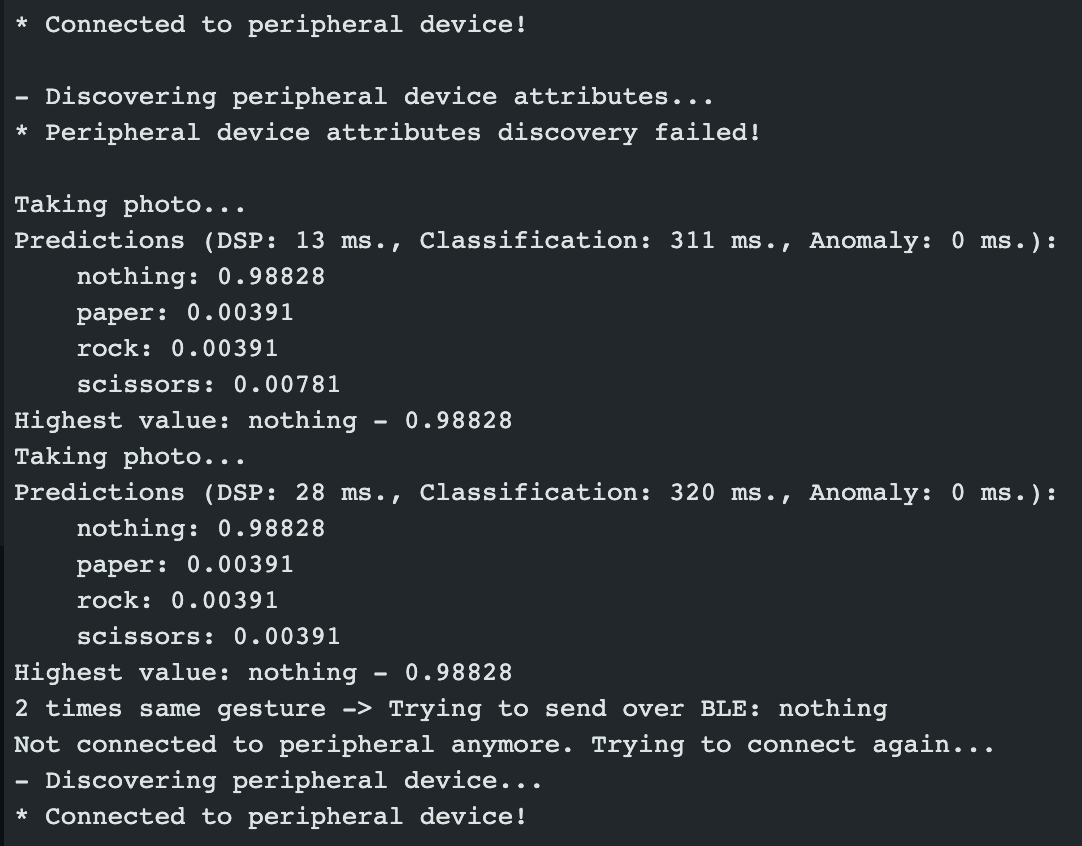 * Connected to peripheral device!
- Discovering peripheral device attributes...
* Peripheral device attributes discovery failed!
Taking photo...
Predictions (DSP: 13 ms., Classification: 311 ms., Anomaly: 0 ms.):
    nothing: 0.98828
    paper: 0.00391
    rock: 0.00391
    scissors: 0.00781
Highest value: nothing - 0.98828
Taking photo...
Predictions (DSP: 28 ms., Classification: 320 ms., Anomaly: 0 ms.):
    nothing: 0.98828
    paper: 0.00391
    rock: 0.00391
    scissors: 0.00391
Highest value: nothing - 0.98828
2 times same gesture -> Trying to send over BLE: nothing
Not connected to peripheral anymore. Trying to connect again...
- Discovering peripheral device...
* Connected to peripheral device!